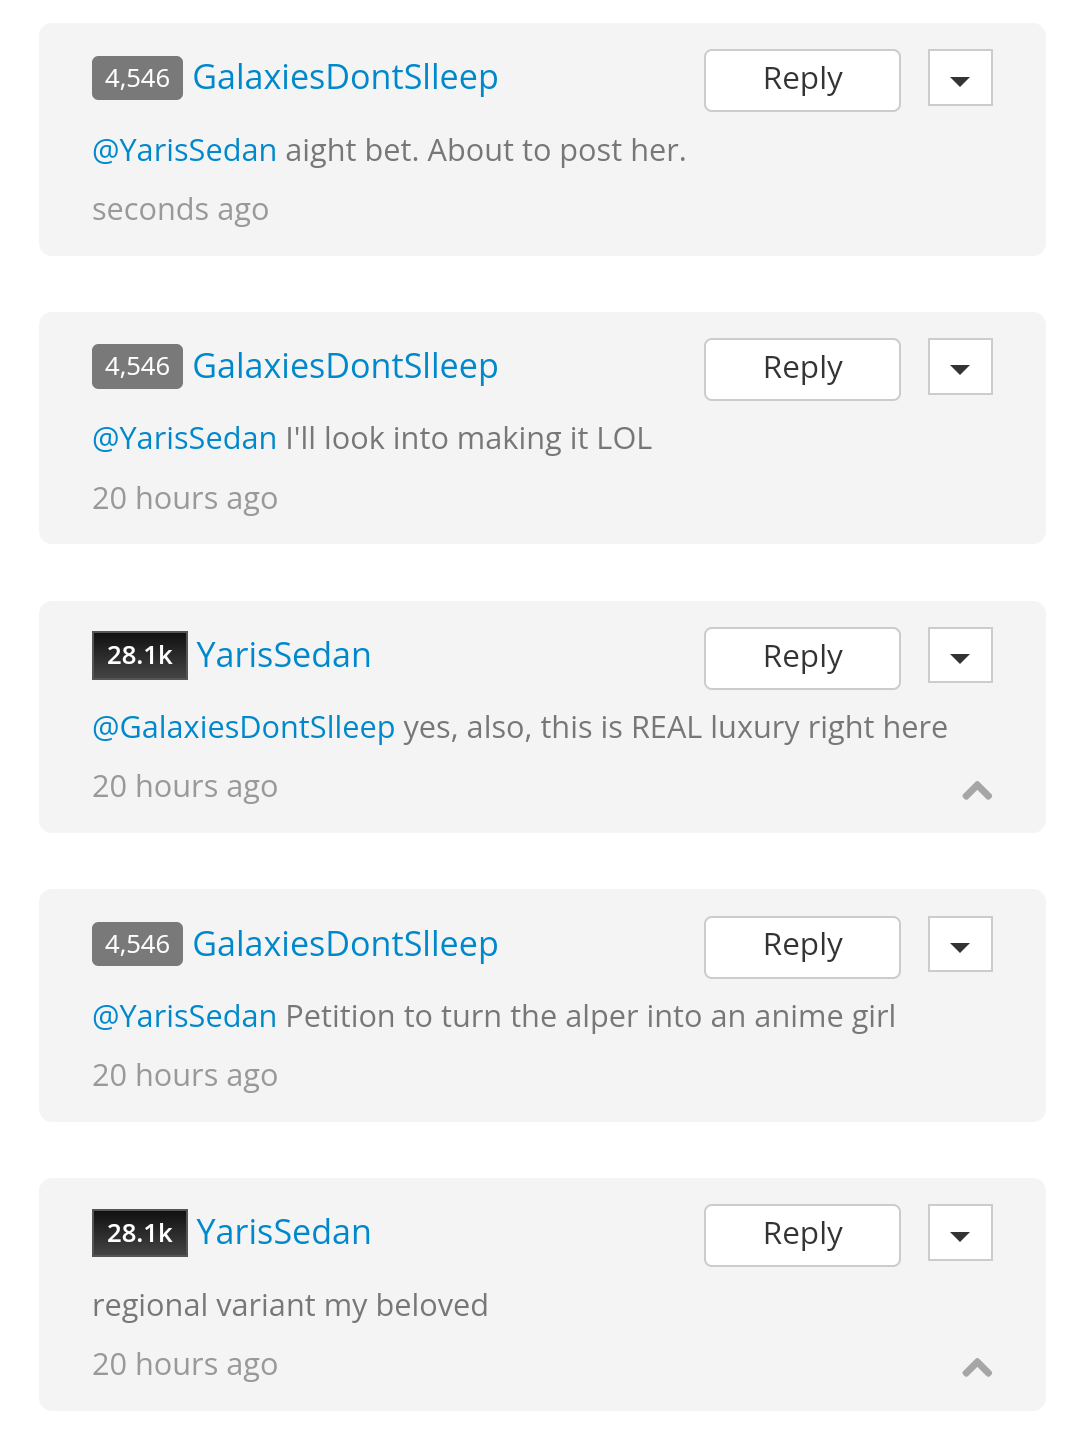 4,546 GalaxiesDontSlleep Reply
@YarisSedan aight bet. About to post her.
seconds ago
4,546 GalaxiesDontSlleep Reply
@YarisSedan I'll look into making it LOL
20 hours ago
28.1k YarisSedan Reply
@GalaxiesDontSlleep yes, also, this is REAL luxury right here
20 hours ago
4,546 GalaxiesDontSlleep Reply
@YarisSedan Petition to turn the alper into an anime girl
20 hours ago
28.1k YarisSedan Reply
regional variant my beloved
20 hours ago